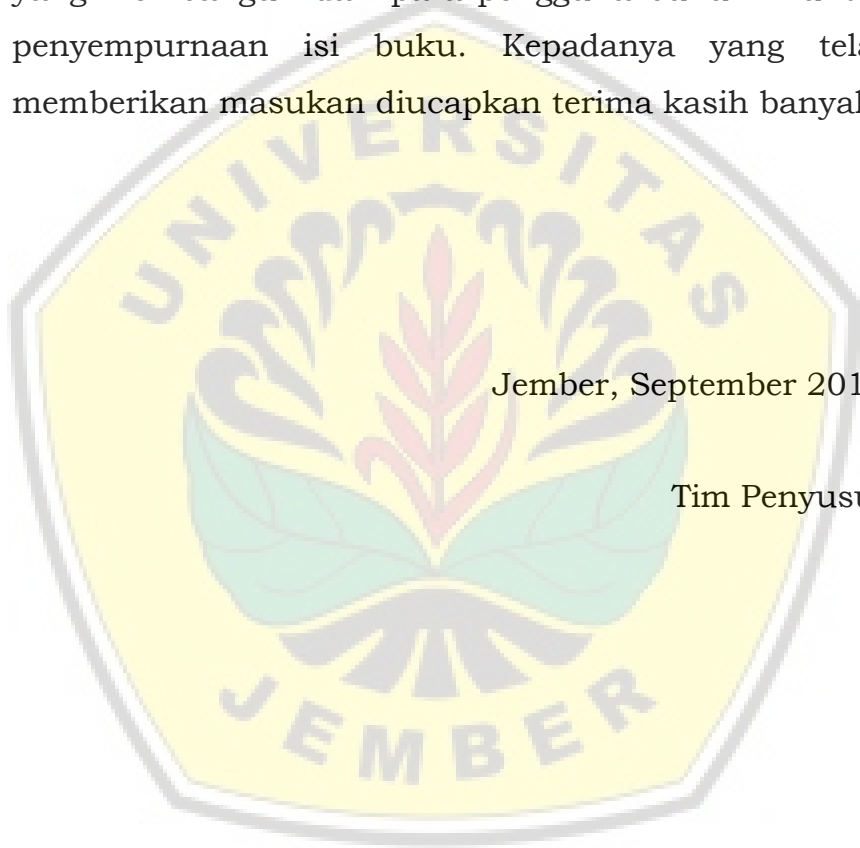 penyempurnaan isi buku. Kepadanya yang tela
memberikan masukan diucapkan terima kasih banyak
UNIVERSITAS
Jember, September 201
Tim Penyusu
JEMBER